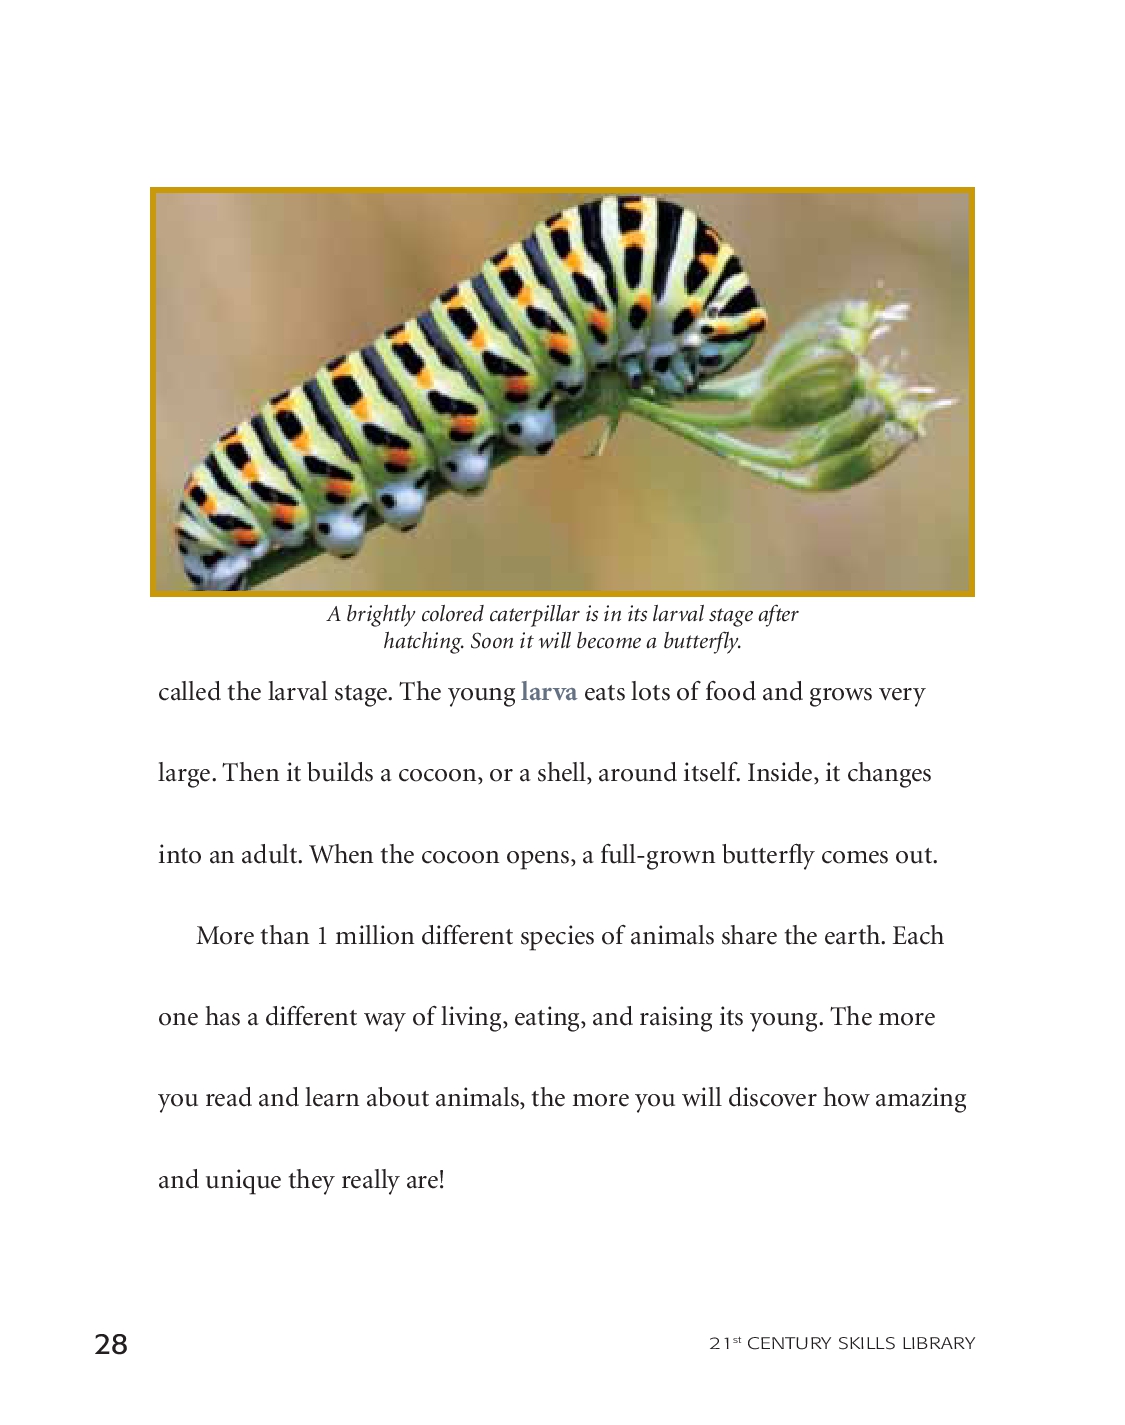 A brightly colored caterpillar is in its larval stage after
hatching. Soon it will become a butterfly.
called the larval stage. The young larva eats lots of food and grows very
large. Then it builds a cocoon, or a shell, around itself. Inside, it changes
into an adult. When the cocoon opens, a full-grown butterfly comes out.
More than 1 million different species of animals share the earth. Each
one has a different way of living, eating, and raising its young. The more
you read and learn about animals, the more you will discover how amazing
and unique they really are!
28
21st CENTURY SKILLS LIBRARY